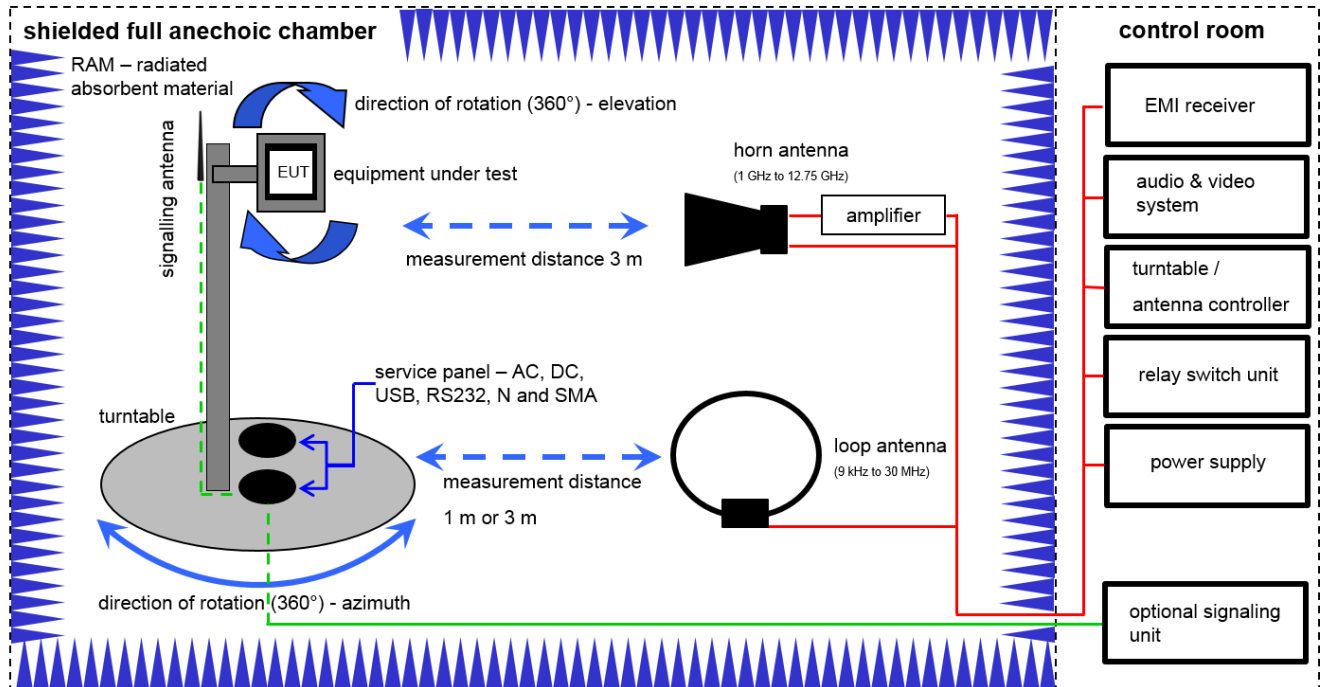 shielded full anechoic chamber
control room
RAM – radiated
absorbent material
direction of rotation (360°) - elevation
signalling antenna
EUT
equipment under test
horn antenna
(1 GHz to 12.75 GHz)
amplifier
measurement distance 3 m
EMI receiver
audio & video
system
turntable /
antenna controller
relay switch unit
power supply
service panel – AC, DC,
USB, RS232, N and SMA
turntable
loop antenna
(9 kHz to 30 MHz)
measurement distance
1 m or 3 m
direction of rotation (360°) - azimuth
optional signaling
unit